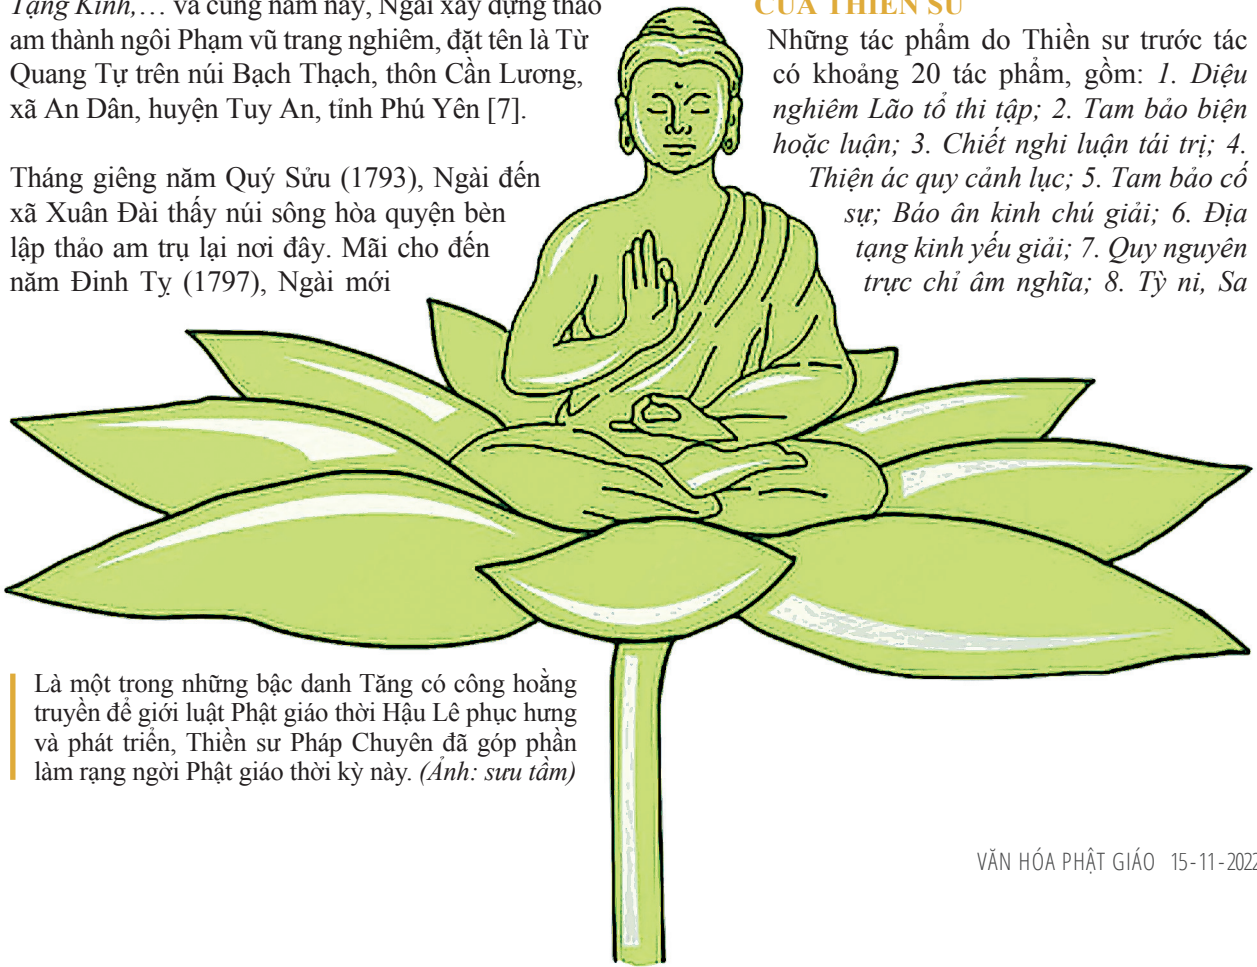 Tạng Kinh,… và cũng năm này, Ngài xây dựng thảo
am thành ngôi Phạm vũ trang nghiêm, đặt tên là Từ
Quang Tự trên núi Bạch Thạch, thôn Cần Lương,
xã An Dân, huyện Tuy An, tỉnh Phú Yên [7].
Tháng giêng năm Quý Sửu (1793), Ngài đến
xã Xuân Đài thấy núi sông hòa quyện bèn
lập thảo am trụ lại nơi đây. Mãi cho đến
năm Đinh Tỵ (1797), Ngài mới
CỦA THIỀN SƯ
Những tác phẩm do Thiền sư trước tác
có khoảng 20 tác phẩm, gồm: 1. Diệu
nghiêm Lão tổ thi tập; 2. Tam bảo biện
hoặc luận; 3. Chiết nghi luận tái trị; 4.
Thiện ác quy cảnh lục; 5. Tam bảo cố
sự; Báo ân kinh chú giải; 6. Địa
tạng kinh yếu giải; 7. Quy nguyên
trực chỉ âm nghĩa; 8. Tỳ ni, Sa
Là một trong những bậc danh Tăng có công hoằng
truyền để giới luật Phật giáo thời Hậu Lê phục hưng
và phát triển, Thiền sư Pháp Chuyên đã góp phần
làm rạng ngời Phật giáo thời kỳ này. (Ảnh: sưu tầm)
VĂN HÓA PHẬT GIÁO 15-11-2022